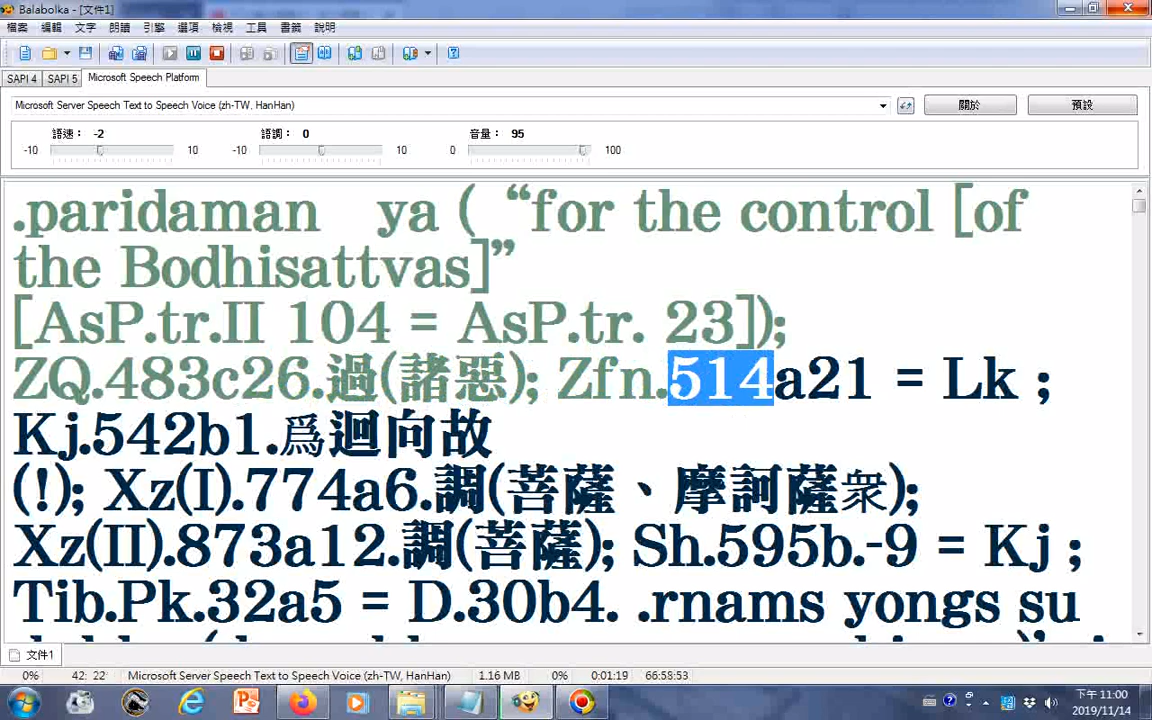 Balabolka - [文件1]
檔案 編輯 文字 朗讀 引擎 選項 檢視 工具 書籤 說明
SAPI 4 SAPI 5 Microsoft Speech Platform
Microsoft Server Speech Text to Speech Voice (zh-TW, HanHan) 關於 預設
語速： -2 語調： 0 音量： 95
-10 10 -10 10 0 100
.paridaman ya ( “for the control [of
the Bodhisattvas]”
[AsP.tr.II 104 = AsP.tr. 23]);
ZQ.483c26.過(諸惡); Zfn.514a21 = Lk ;
Kj.542b1.爲迴向故
(!); Xz(I).774a6.調(菩薩、摩訶薩衆);
Xz(II).873a12.調(菩薩); Sh.595b.-9 = Kj ;
Tib.Pk.32a5 = D.30b4. .rnams yongs su
文件1
0% 42: 22 Microsoft Server Speech Text to Speech Voice (zh-TW, HanHan) 1.16 MB 0% 0:01:19 66:58:53
下午 11:00
2019/11/14